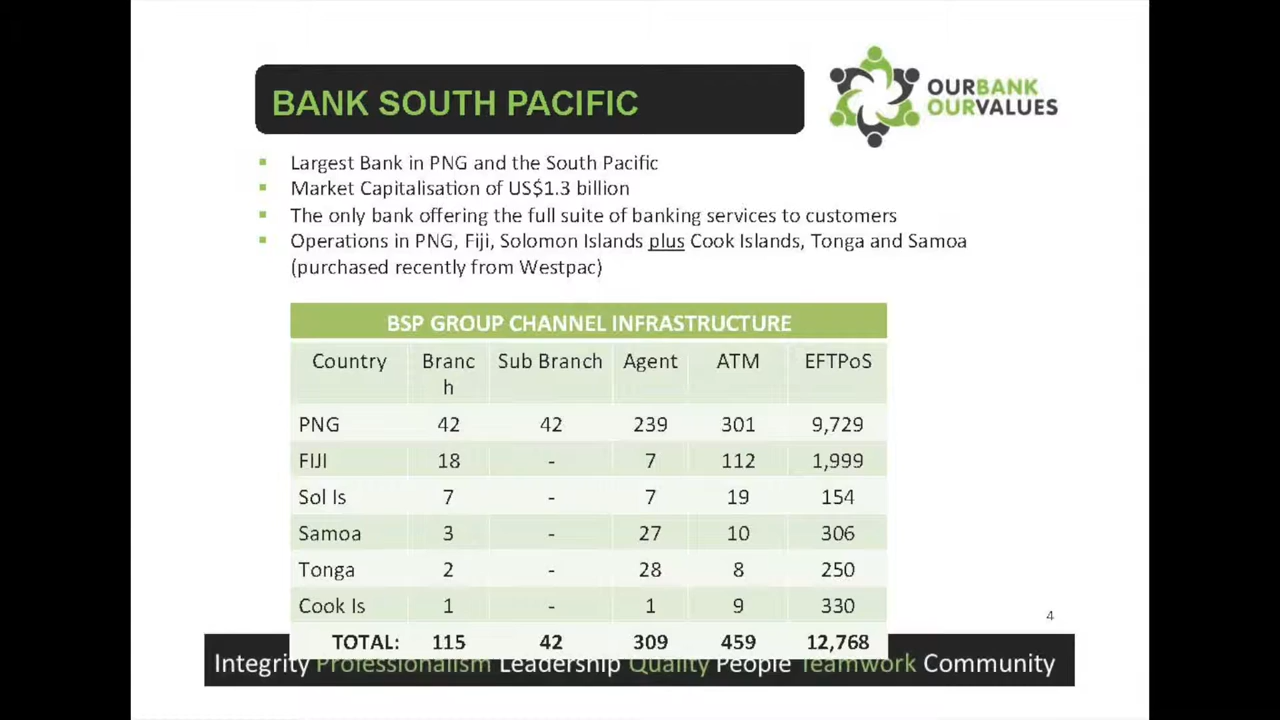 BANK SOUTH PACIFIC
OURBANK
OURVALUES
Largest Bank in PNG and the South Pacific
Market Capitalisation of US$1.3 billion
The only bank offering the full suite of banking services to customers
Operations in PNG, Fiji, Solomon Islands plus Cook Islands, Tonga and Samoa
(purchased recently from Westpac)
BSP GROUP CHANNEL INFRASTRUCTURE
Country Branc Sub Branch Agent ATM EFTPoS
h
PNG 42 42 239 301 9,729
FIJI 18 - 7 112 1,999
Sol Is 7 - 7 19 154
Samoa 3 - 27 10 306
Tonga 2 - 28 8 250
Cook Is 1 - 1 9 330
4
TOTAL: 115 42 309 459 12,768
Integrity Professionalism Leadership Quality People Teamwork Community